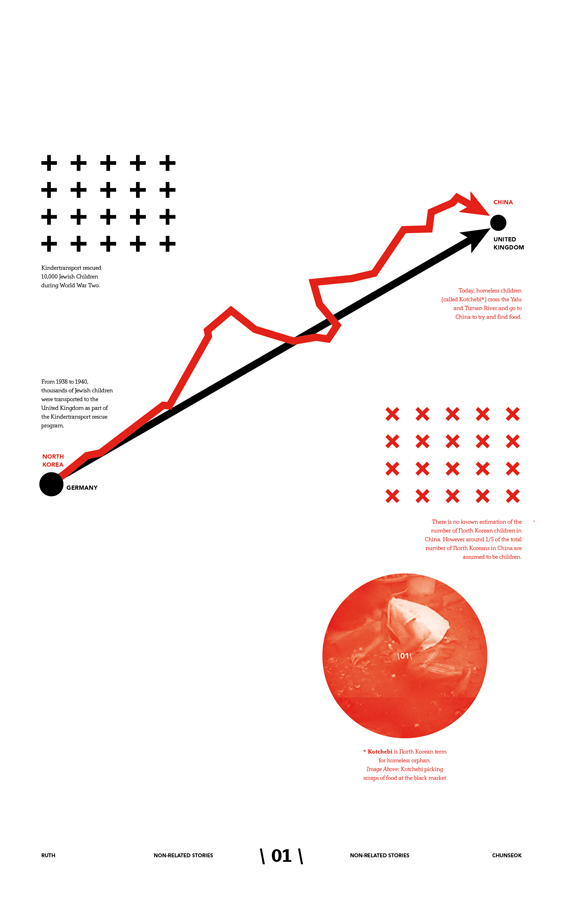 Kindertransport rescued
10,000 Jewish Children
during World War Two.
CHINA
UNITED
KINGDOM
Today, homeless children
(called Kotchebi*) cross the Yalu
and Tuman River and go to
China to try and find food.
From 1938 to 1940,
thousands of Jewish children
were transported to the
United Kingdom as part of
the Kindertransport rescue
program.
NORTH
KOREA
GERMANY
There is no known estimation of the
number of North Korean children in
China. However around 1/5 of the total
number of North Koreans in China are
assumed to be children.
\01\
* Kotchebi is North Korean term
for homeless orphan.
Image Above: Kotchebi picking
scraps of food at the black market
RUTH
NON-RELATED STORIES
\ 01 \
NON-RELATED STORIES
CHUNSEOK